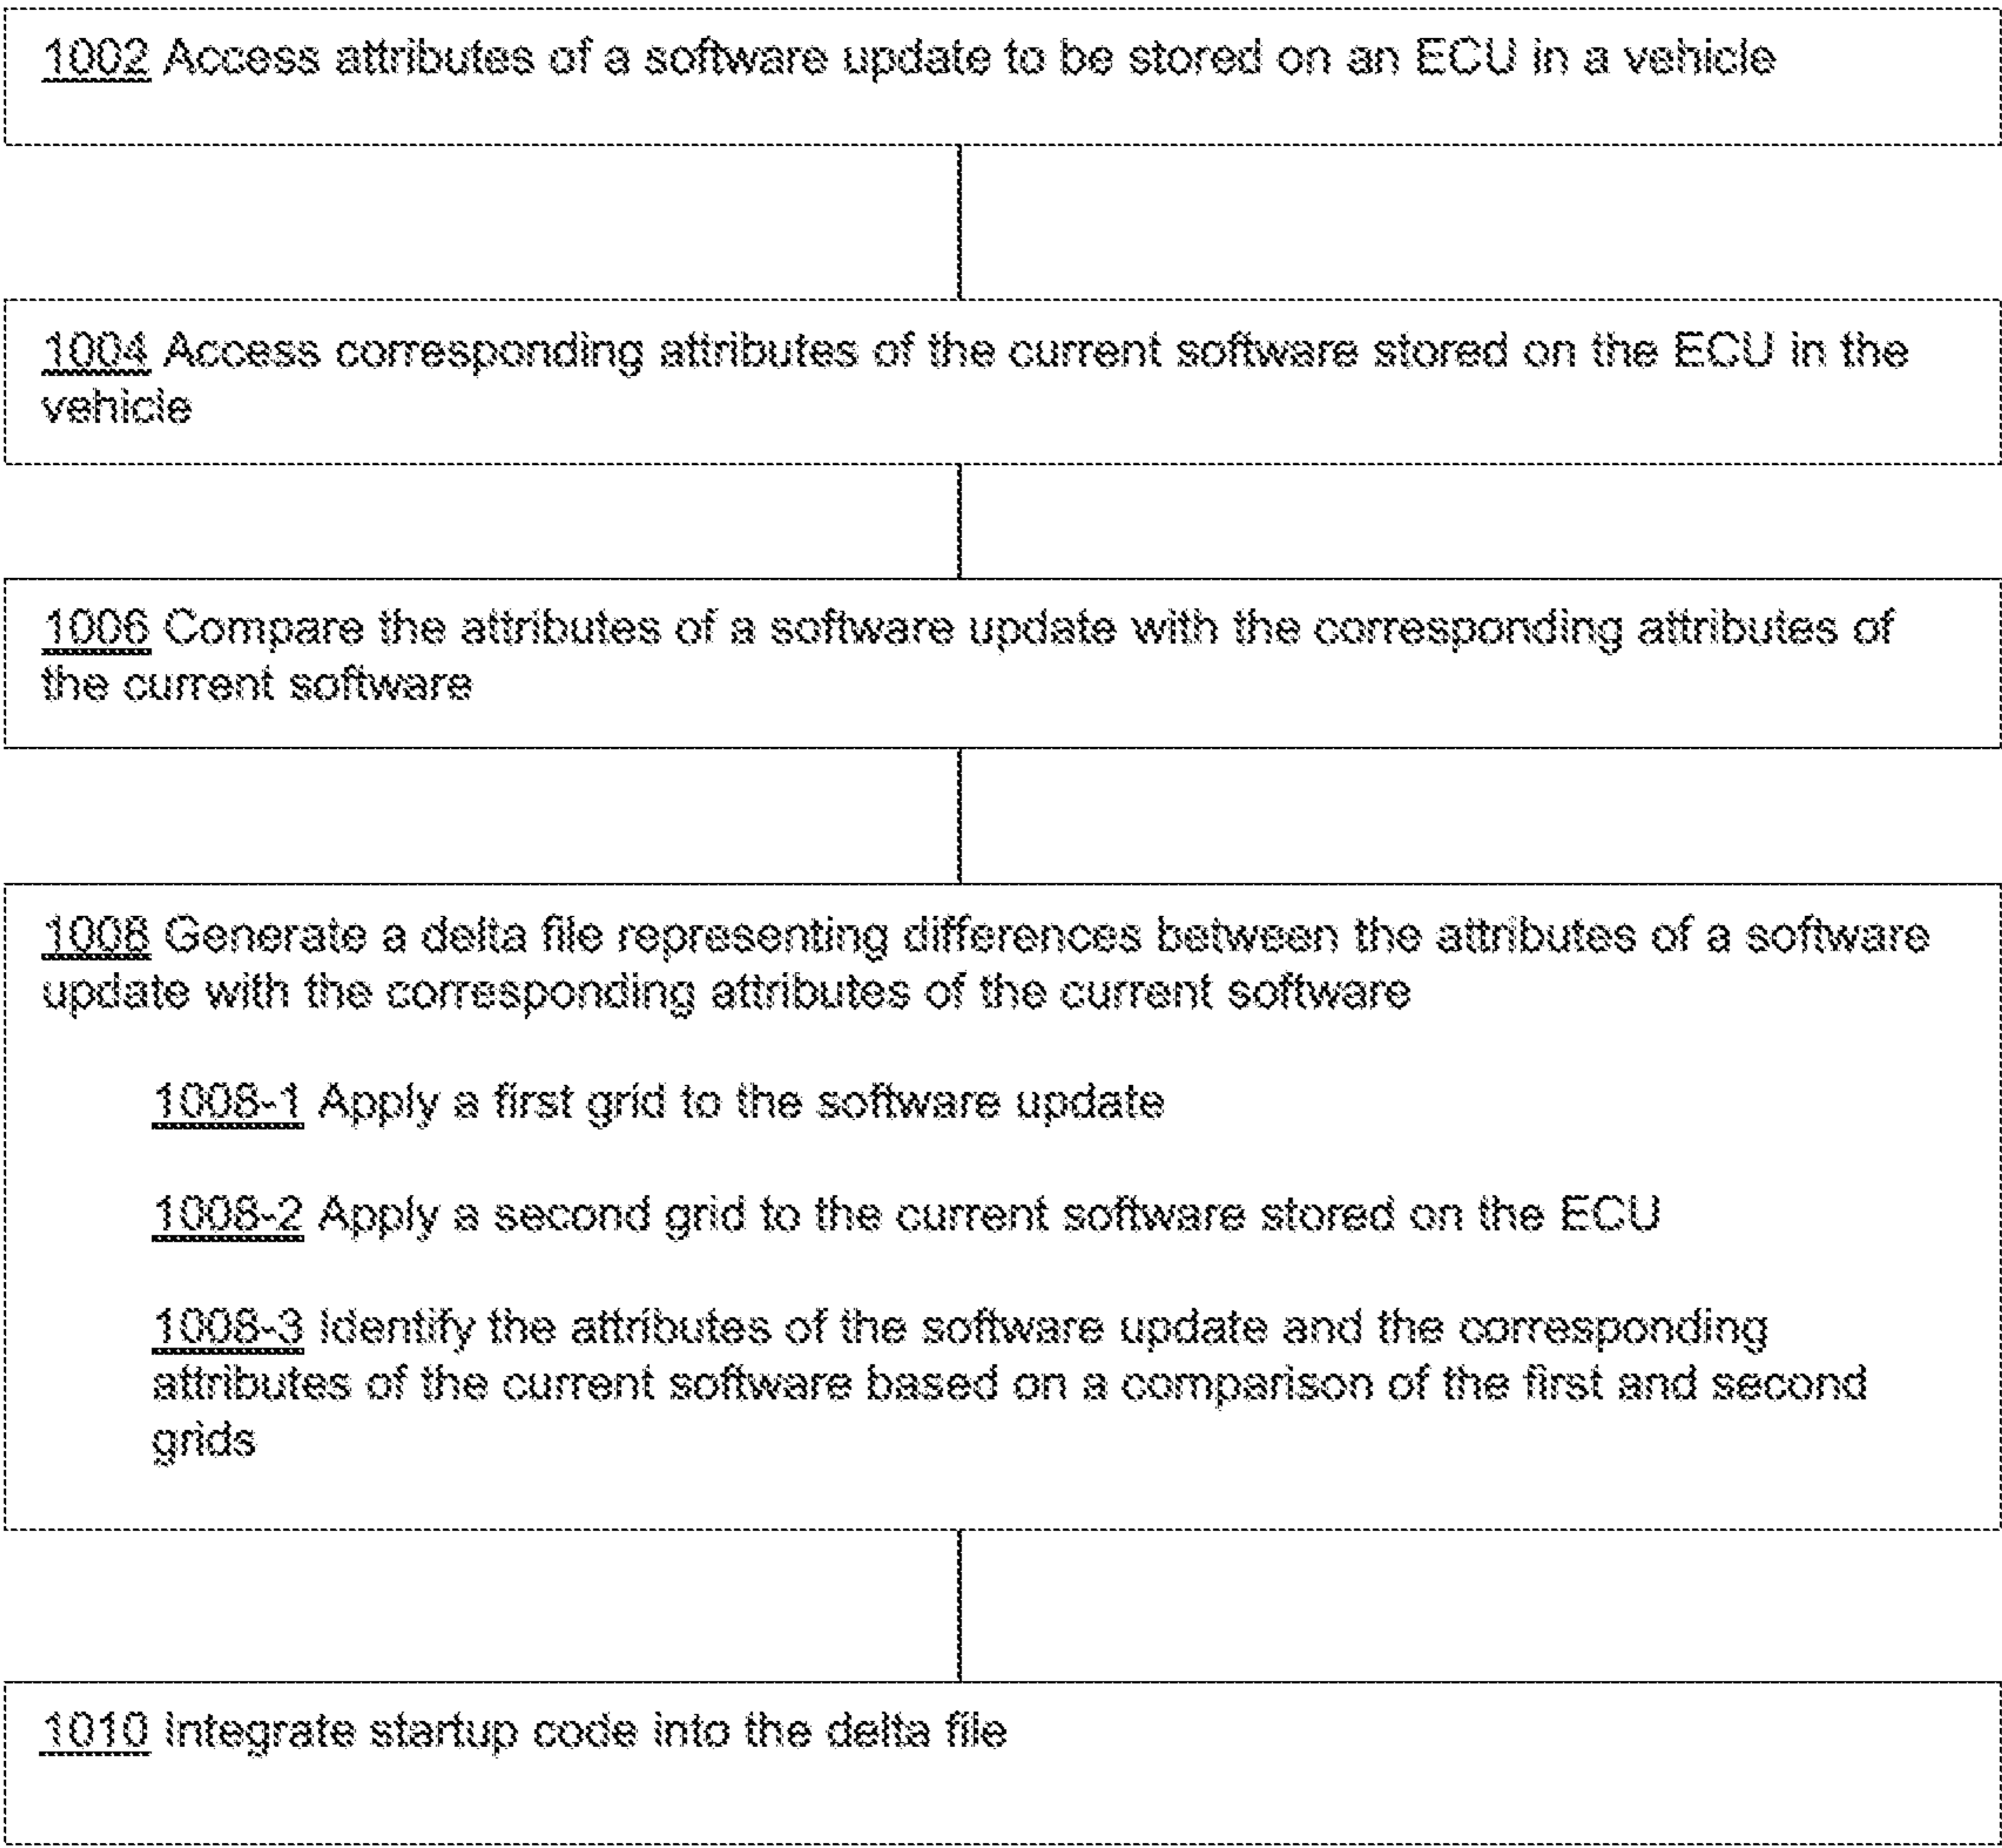 1002 Access attributes of a software update to be stored on an ECU in a vehicle
1004 Access corresponding attributes of the current software stored on the ECU in the
vehicle
1006 Compare the attributes of a software update with the corresponding attributes of
the current software
1008 Generate a delta file representing differences between the attributes of a software
update with the corresponding attributes of the current software
1008-1 Apply a first grid to the software update
1008-2 Apply a second grid to the current software stored on the ECU
1008-3 Identify the attributes of the software update and the corresponding
attributes of the current software based on a comparison of the first and second
grids
1010 Integrate startup code into the delta file